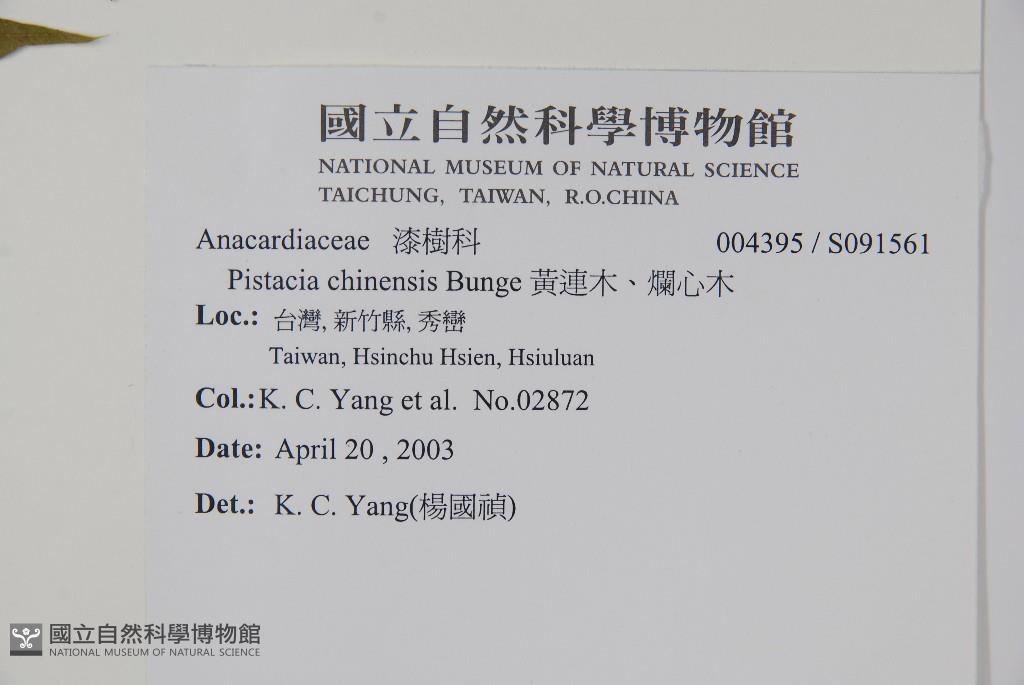 國立自然科學博物館
NATIONAL MUSEUM OF NATURAL SCIENCE
TAICHUNG, TAIWAN, R.O.CHINA
Anacardiaceae 漆樹科 004395 / S091561
Pistacia chinensis Bunge 黃連木、爛心木
Loc.: 台灣, 新竹縣, 秀巒
Taiwan, Hsinchu Hsien, Hsiuluan
Col.: K. C. Yang et al. No.02872
Date: April 20 , 2003
Det.: K. C. Yang(楊國禎)
國立自然科學博物館
NATIONAL MUSEUM OF NATURAL SCIENCE